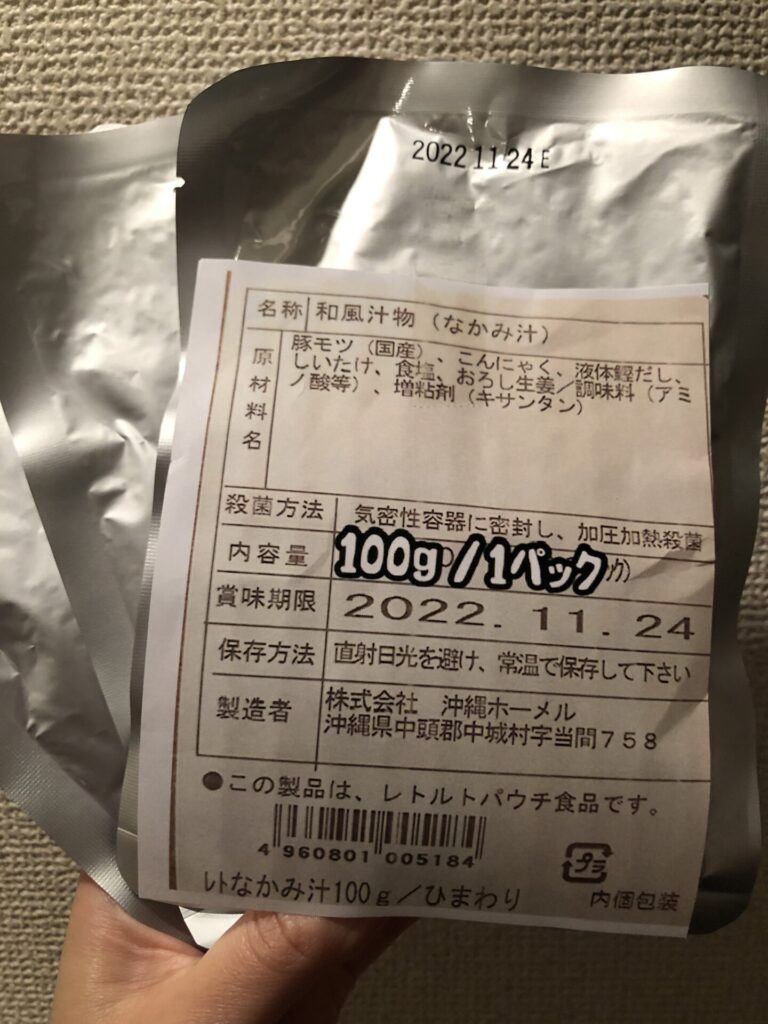 2022 11 24 E
名称 和風汁物（なかみ汁）
原材料名
豚モツ（国産）、こんにゃく、液体鰹だし、
しいたけ、食塩、おろし生姜／調味料（アミ
ノ酸等）、増粘剤（キサンタン）
殺菌方法 気密性容器に密封し、加圧加熱殺菌
内容量 100g/1パック
賞味期限 2022. 11. 24
保存方法 直射日光を避け、常温で保存して下さい
製造者 株式会社 沖縄ホーメル
沖縄県中頭郡中城村字当間７５８
●この製品は、レトルトパウチ食品です。
4 960801 005184
プラ
ﾚﾄなかみ汁100ｇ／ひまわり
内個包装